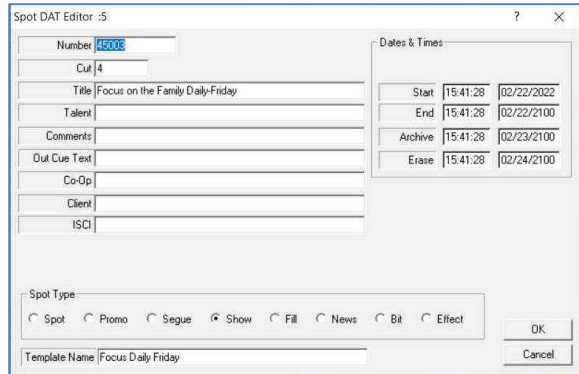 Spot DAT Editor :5 ? X
Number 45003
Cut 4
Title Focus on the Family Daily-Friday
Talent
Comments
Out Cue Text
Co-Op
Client
ISCI
Dates & Times
Start 15:41:28 02/22/2022
End 15:41:28 02/22/2100
Archive 15:41:28 02/23/2100
Erase 15:41:28 02/24/2100
Spot Type
Spot Promo Segue Show Fill News Bit Effect
OK
Template Name Focus Daily Friday
Cancel